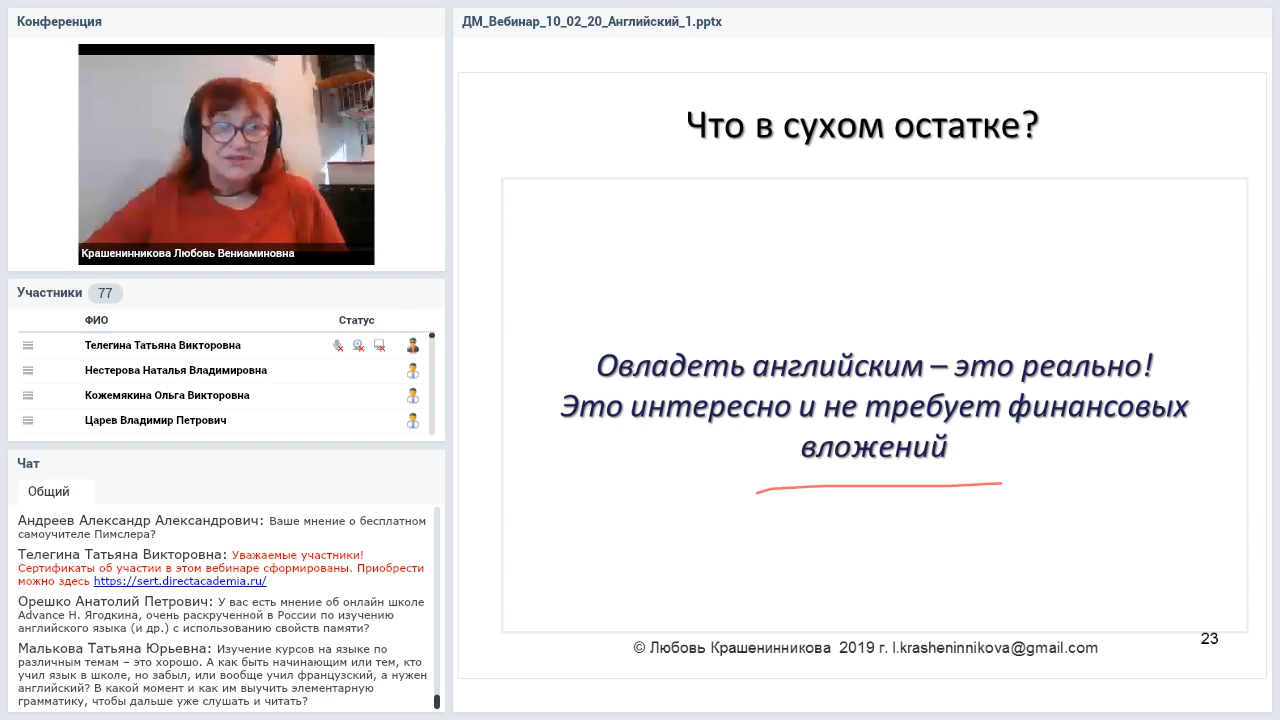 Конференция
Крашенинникова Любовь Вениаминовна
Участники 77
ФИО Статус
Телегина Татьяна Викторовна
Нестерова Наталья Владимировна
Кожемякина Ольга Викторовна
Царев Владимир Петрович
Чат
Общий
Андреев Александр Александрович: Ваше мнение о бесплатном
самоучителе Пимслера?
Телегина Татьяна Викторовна: Уважаемые участники!
Сертификаты об участии в этом вебинаре сформированы. Приобрести
можно здесь https://sert.directacademia.ru/
Орешко Анатолий Петрович: У вас есть мнение об онлайн школе
Advance Н. Ягодкина, очень раскрученной в России по изучению
английского языка (и др.) с использованию свойств памяти?
Малькова Татьяна Юрьевна: Изучение курсов на языке по
различным темам – это хорошо. А как быть начинающим или тем, кто
учил язык в школе, но забыл, или вообще учил французский, а нужен
английский? В какой момент и как им выучить элементарную
грамматику, чтобы дальше уже слушать и читать?
ДМ_Вебинар_10_02_20_Английский_1.pptx
Что в сухом остатке?
Овладеть английским – это реально!
Это интересно и не требует финансовых
вложений
23
© Любовь Крашенинникова 2019 г. l.krasheninnikova@gmail.com